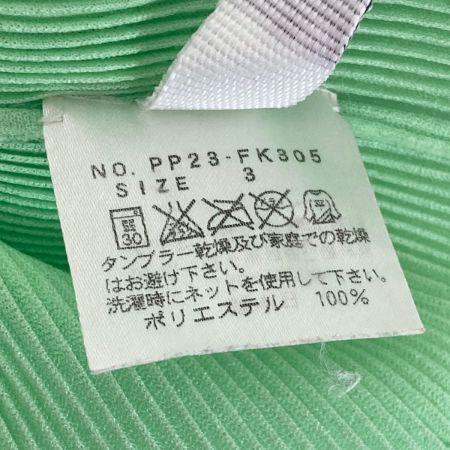 NO. PP23-FK305
SIZE 3
30
タンブラー乾燥及び家庭での乾燥
はお避け下さい。
洗濯時にネットを使用して下さい。
ポリエステル 100%